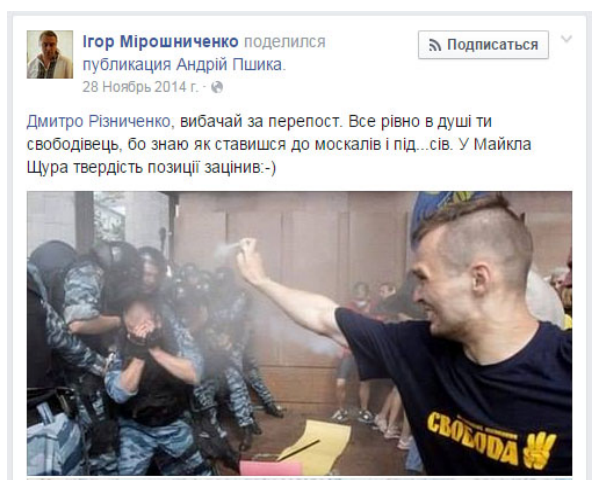 Ігор Мірошниченко поделился
публикация Андрій Пшика.
28 Ноябрь 2014 г. ·
Подписаться
Дмитро Різниченко, вибачай за перепост. Все рівно в душі ти
свободівець, бо знаю як ставишся до москалів і під...сів. У Майкла
Щура твердість позиції зацінив:-)
СВОБОДА